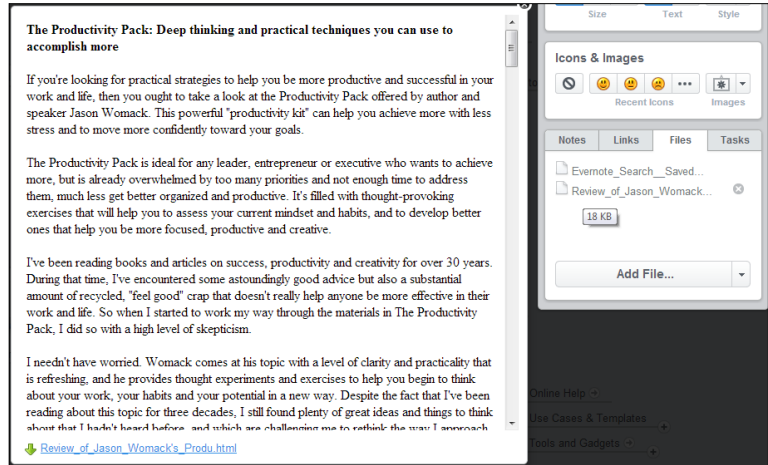 The Productivity Pack: Deep thinking and practical techniques you can use to
accomplish more
If you're looking for practical strategies to help you be more productive and successful in your
work and life, then you ought to take a look at the Productivity Pack offered by author and
speaker Jason Womack. This powerful "productivity kit" can help you achieve more with less
stress and to move more confidently toward your goals.
The Productivity Pack is ideal for any leader, entrepreneur or executive who wants to achieve
more, but is already overwhelmed by too many priorities and not enough time to address
them, much less get better organized and productive. It's filled with thought-provoking
exercises that will help you to assess your current mindset and habits, and to develop better
ones that help you be more focused, productive and creative.
I've been reading books and articles on success, productivity and creativity for over 30 years.
During that time, I've encountered some astoundingly good advice but also a substantial
amount of recycled, "feel good" crap that doesn't really help anyone be more effective in their
work and life. So when I started to work my way through the materials in The Productivity
Pack, I did so with a high level of skepticism.
I needn't have worried. Womack comes at his topic with a level of clarity and practicality that
is refreshing, and he provides thought experiments and exercises to help you begin to think
about your work, your habits and your potential in a new way. Despite the fact that I've been
reading about this topic for three decades, I still found plenty of great ideas and things to think
about that I hadn't heard before, and which are challenging me to rethink the way I approach
Review_of_Jason_Womack's_Produ.html
Size Text Style
Icons & Images
Recent Icons Images
Notes Links Files Tasks
Evernote_Search__Saved...
Review_of_Jason_Womack...
18 KB
Add File...
Online Help
Use Cases & Templates
Tools and Gadgets